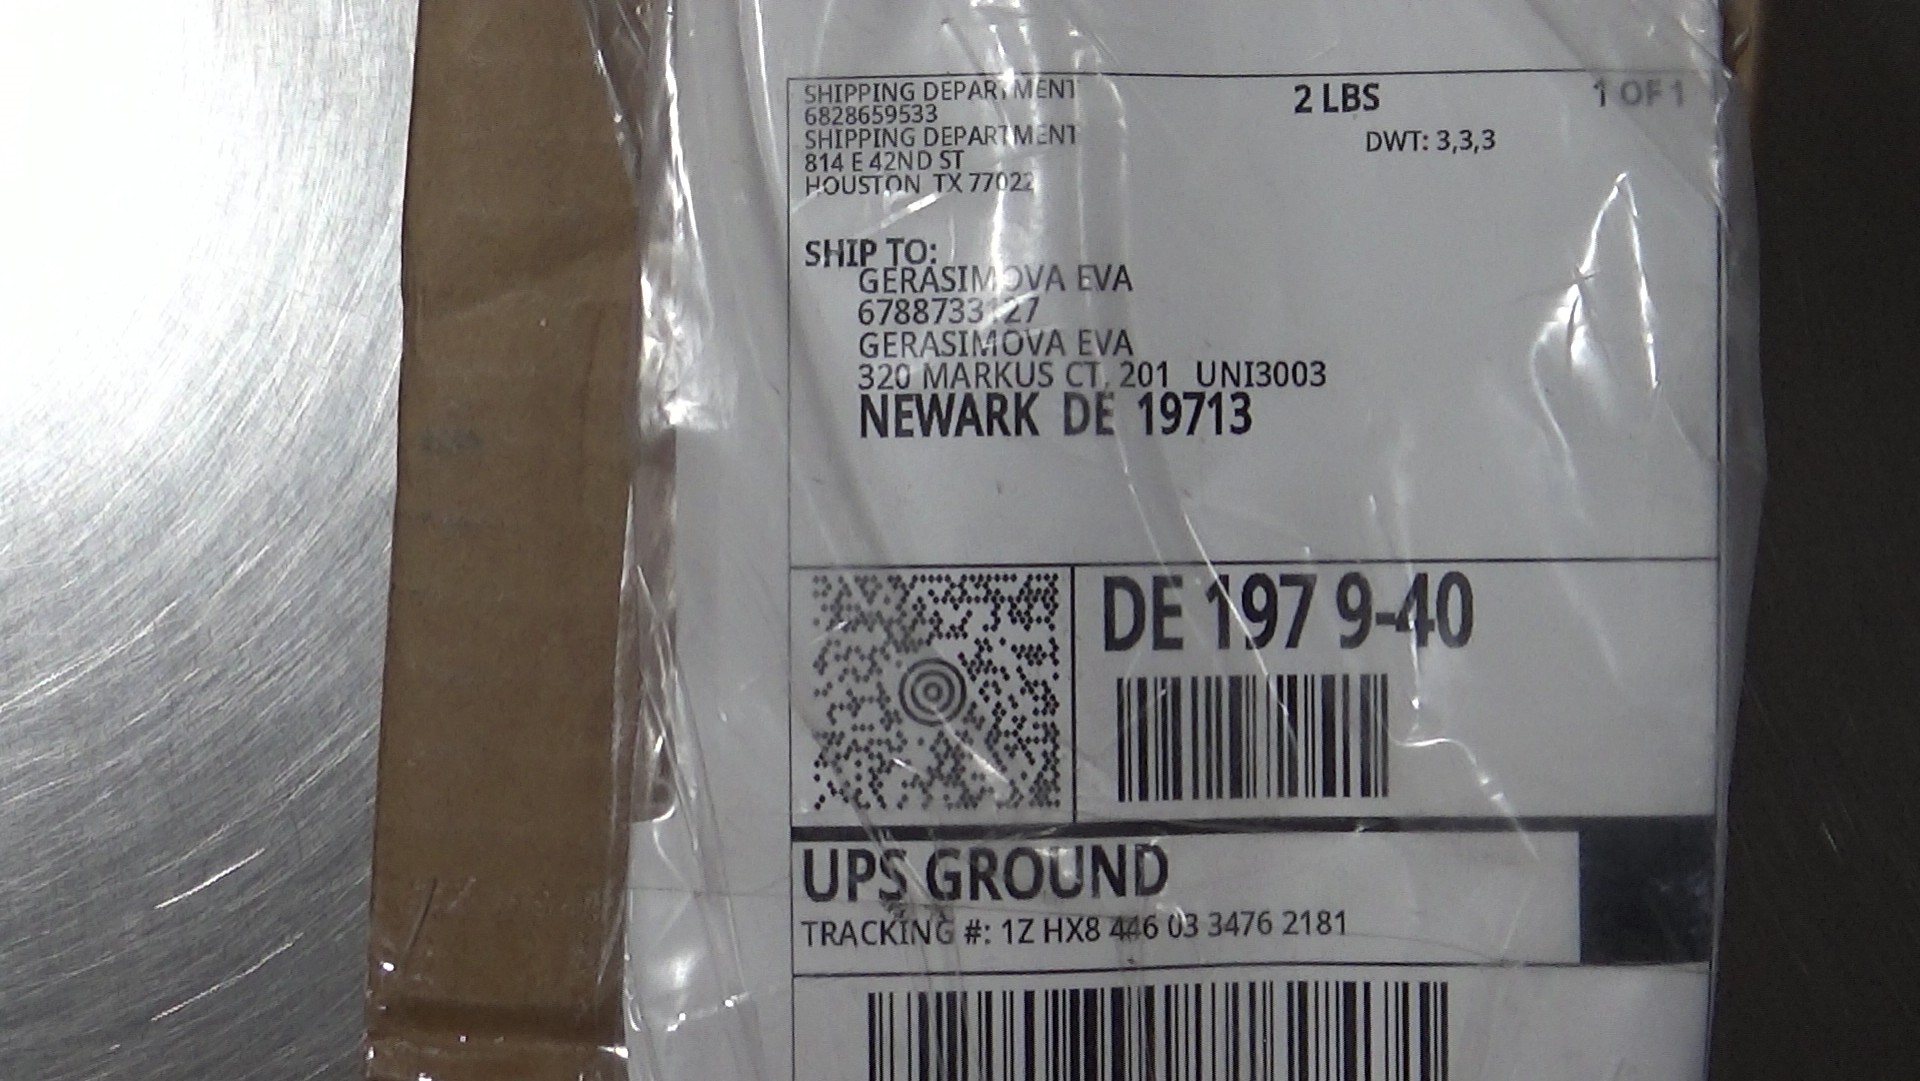 SHIPPING DEPARTMENT
6828659533
SHIPPING DEPARTMENT
814 E 42ND ST
HOUSTON TX 77022
2 LBS
1 OF 1
DWT: 3,3,3
SHIP TO:
GERASIMOVA EVA
6788733127
GERASIMOVA EVA
320 MARKUS CT, 201 UNI3003
NEWARK DE 19713
DE 197 9-40
UPS GROUND
TRACKING #: 1Z HX8 446 03 3476 2181